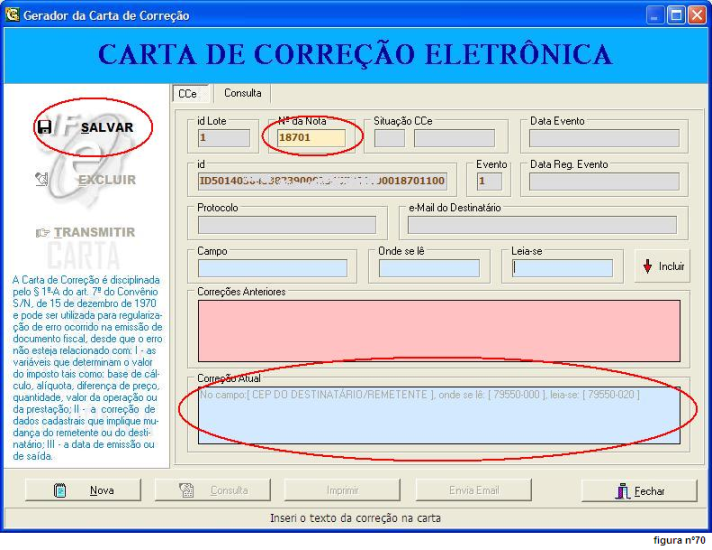 Gerador da Carta de Correção
CARTA DE CORREÇÃO ELETRÔNICA
CCe Consulta
SALVAR
EXCLUIR
TRANSMITIR
CARTA
A Carta de Correção é disciplinada
pelo § 1º-A do art. 7º do Convênio
S/N, de 15 de dezembro de 1970
e pode ser utilizada para regulariza-
ção de erro ocorrido na emissão de
documento fiscal, desde que o erro
não esteja relacionado com: I - as
variáveis que determinam o valor
do imposto tais como: base de cál-
culo, alíquota, diferença de preço,
quantidade, valor da operação ou
da prestação; II - a correção de
dados cadastrais que implique mu-
dança do remetente ou do desti-
natário; III - a data de emissão ou
de saída.
id Lote Nº da Nota Situação CCe Data Evento
1 18701
id Evento Data Reg. Evento
1
Protocolo e-Mail do Destinatário
Campo Onde se lê Leia-se
Incluir
Correções Anteriores
Correção Atual
No campo:[ CEP DO DESTINATÁRIO/REMETENTE ], onde se lê: [ 79550-000 ], leia-se: [ 79550-020 ]
Nova Consulta Imprimir Envia Email Fechar
Inseri o texto da correção na carta
figura nº70